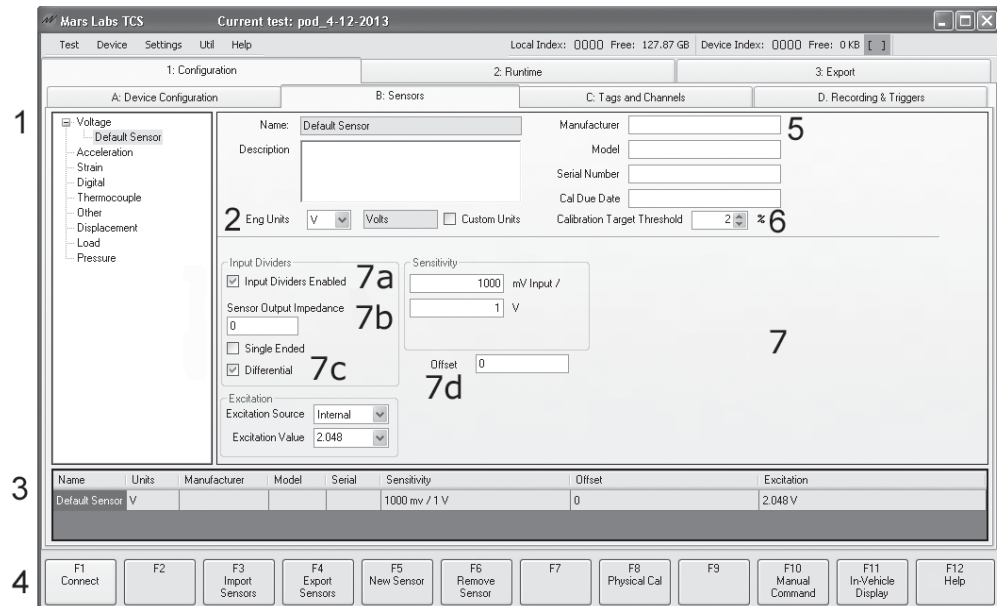 Mars Labs TCS Current test: pod_4-12-2013
Test Device Settings Util Help Local Index: 0000 Free: 127.87 GB Device Index: 0000 Free: 0 KB [ ]
1: Configuration 2: Runtime 3: Export
A: Device Configuration B: Sensors C: Tags and Channels D. Recording & Triggers
1
Voltage
Default Sensor
Acceleration
Strain
Digital
Thermocouple
Other
Displacement
Load
Pressure
Name: Default Sensor
Description
2 Eng Units V Volts Custom Units
Manufacturer 5
Model
Serial Number
Cal Due Date
Calibration Target Threshold 2 % 6
Input Dividers
Input Dividers Enabled 7a
Sensor Output Impedance 7b
0
Single Ended
Differential 7c
Sensitivity
1000 mV Input /
1 V
Offset 0
7d
7
Excitation
Excitation Source Internal
Excitation Value 2.048
3
Name Units Manufacturer Model Serial Sensitivity Offset Excitation
Default Sensor V 1000 mv / 1 V 0 2.048 V
4
F1 Connect
F2
F3 Import Sensors
F4 Export Sensors
F5 New Sensor
F6 Remove Sensor
F7
F8 Physical Cal
F9
F10 Manual Command
F11 In-Vehicle Display
F12 Help